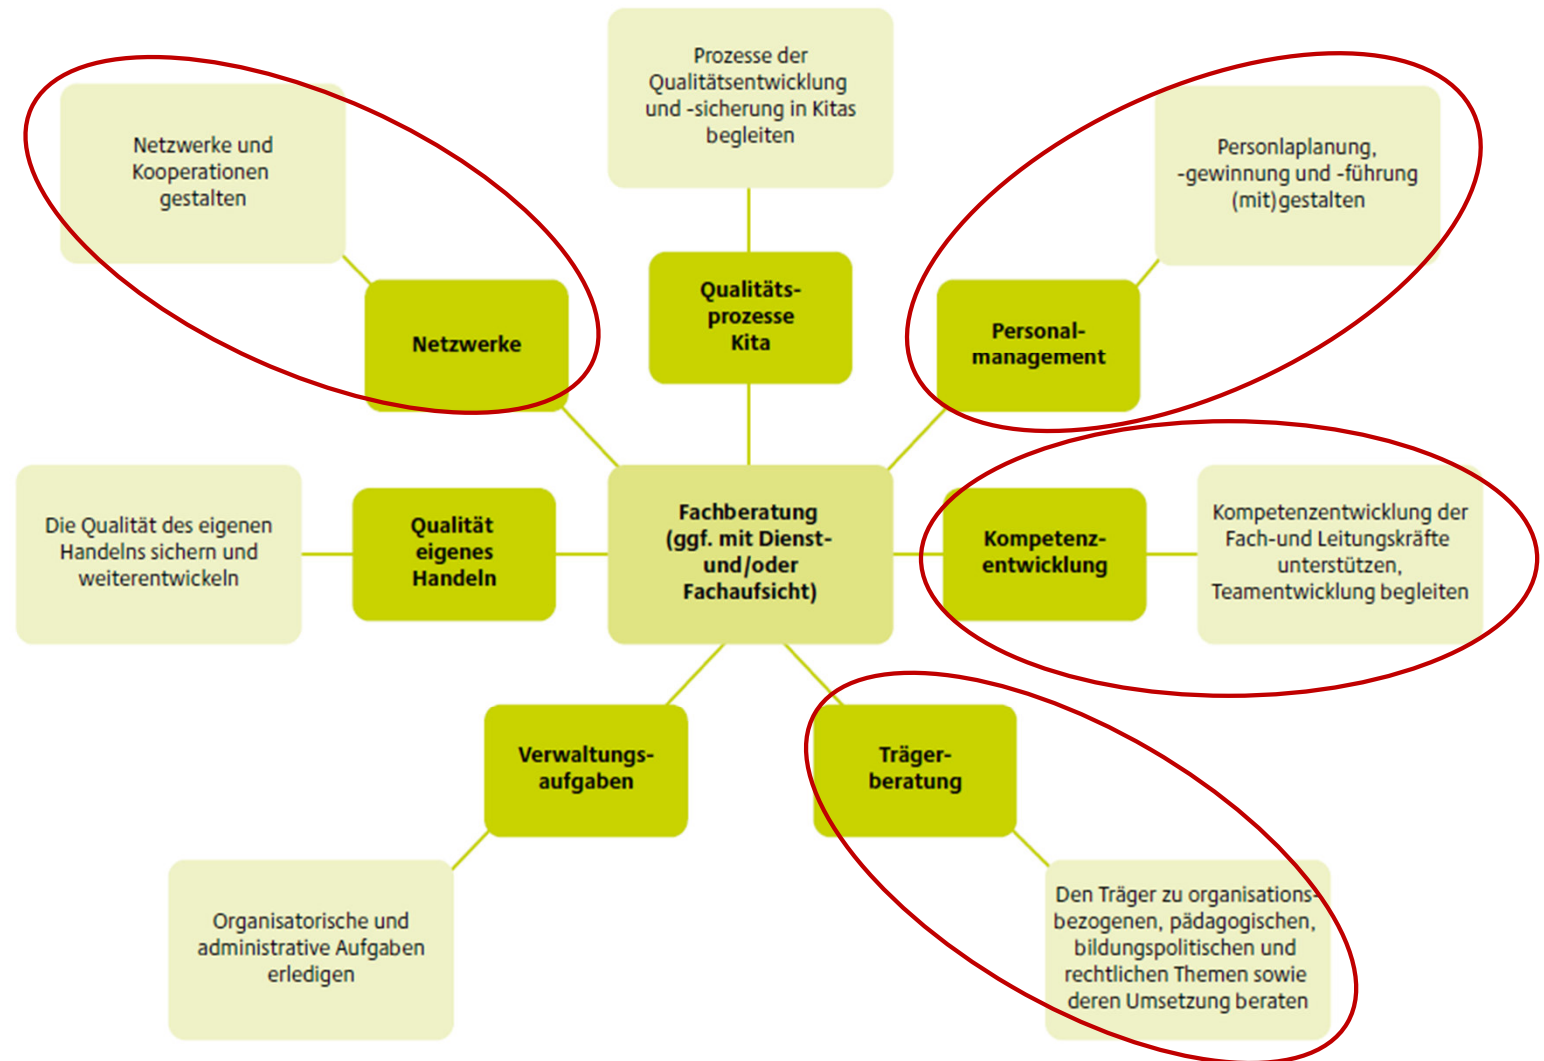 Prozesse der
Qualitätsentwicklung
und -sicherung in Kitas
begleiten
Netzwerke und
Kooperationen
gestalten
Personlaplanung,
-gewinnung und -führung
(mit)gestalten
Qualitäts-
prozesse
Kita
Netzwerke
Personal-
management
Die Qualität des eigenen
Handelns sichern und
weiterentwickeln
Qualität
eigenes
Handeln
Fachberatung
(ggf. mit Dienst-
und/oder
Fachaufsicht)
Kompetenz-
entwicklung
Kompetenzentwicklung der
Fach-und Leitungskräfte
unterstützen,
Teamentwicklung begleiten
Verwaltungs-
aufgaben
Träger-
beratung
Organisatorische und
administrative Aufgaben
erledigen
Den Träger zu organisations-
bezogenen, pädagogischen,
bildungspolitischen und
rechtlichen Themen sowie
deren Umsetzung beraten